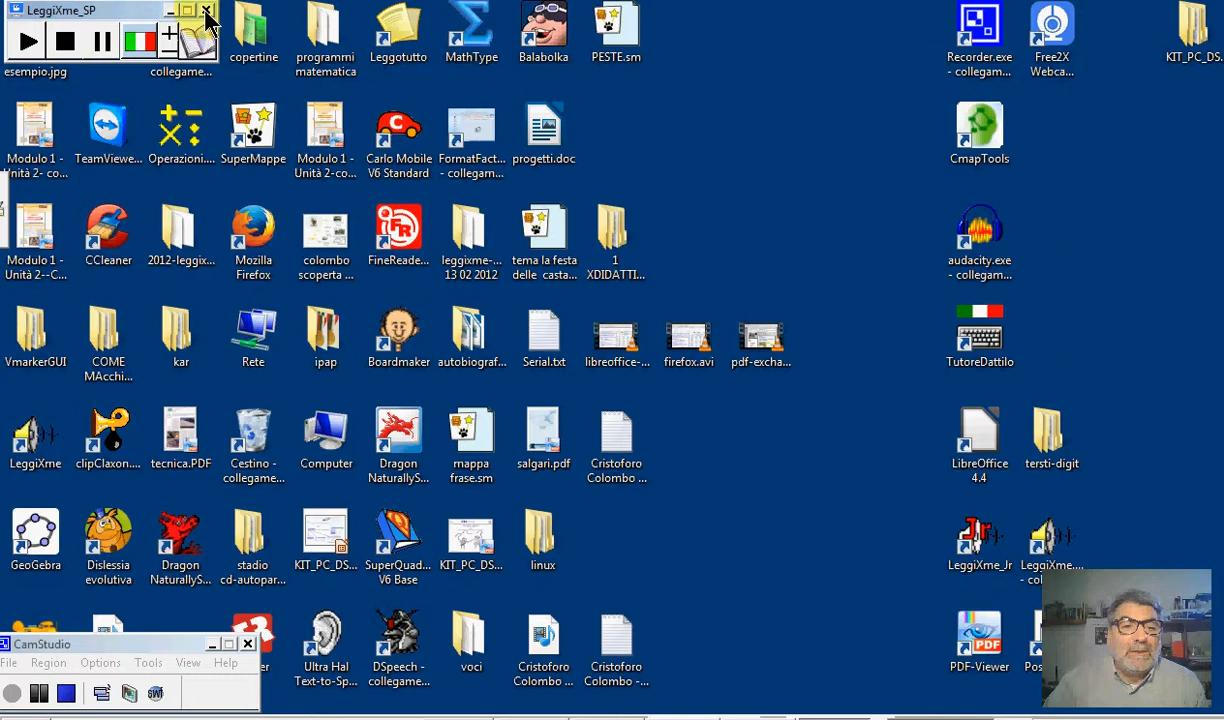 LeggiXme_SP
esempio.jpg
collegame...
copertine
programmi
matematica
Leggotutto
MathType
Balabolka
PESTE.sm
Recorder.exe
- collegam...
Free2X
Webca...
KIT_PC_DS.
Modulo 1 -
Unità 2- co...
TeamViewe...
Operazioni....
SuperMappe
Modulo 1 -
Unità 2-co...
Carlo Mobile
V6 Standard
FormatFact...
- collegam...
progetti.doc
CmapTools
Modulo 1 -
Unità 2--C...
CCleaner
2012-leggix...
Mozilla
Firefox
colombo
scoperta ...
FineReade...
leggixme-...
13 02 2012
tema la festa
delle casta...
1
XDIDATTI...
audacity.exe
- collegam...
VmarkerGUI
COME
MAcchi...
kar
Rete
ipap
Boardmaker
autobiograf...
Serial.txt
libreoffice-...
firefox.avi
pdf-excha...
TutoreDattilo
LeggiXme
clipClaxon....
tecnica.PDF
Cestino -
collegame...
Computer
Dragon
NaturallyS...
mappa
frase.sm
salgari.pdf
Cristoforo
Colombo ...
LibreOffice
4.4
tersti-digit
GeoGebra
Dislessia
evolutiva
Dragon
NaturallyS...
stadio
cd-autopar...
KIT_PC_DS...
SuperQuad...
V6 Base
KIT_PC_DS...
linux
LeggiXme_Jr
LeggiXme....
- co
CamStudio
File
Region
Options
Tools
View
Help
Ultra Hal
Text-to-Sp...
DSpeech -
collegame...
voci
Cristoforo
Colombo ...
Cristoforo
Colombo -...
PDF-Viewer
Pos